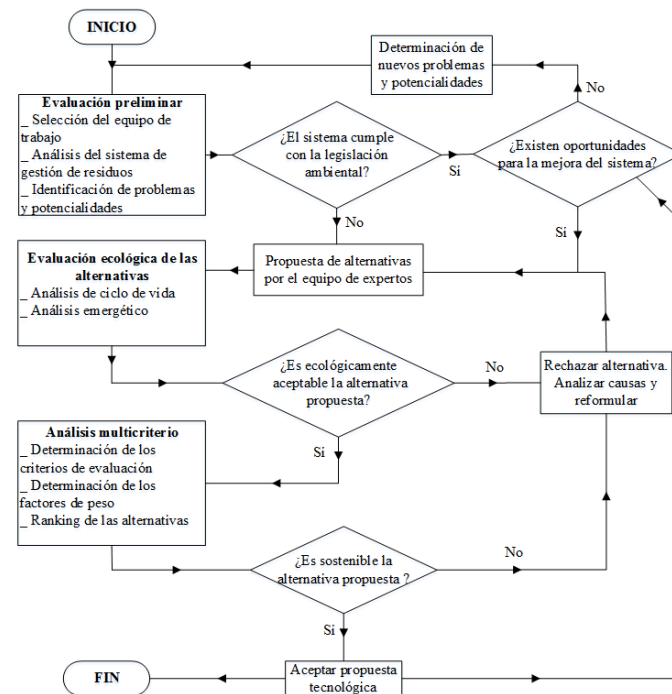 INICIO
Determinación de
nuevos problemas
y potencialidades
No
Evaluación preliminar
_ Selección del equipo de
trabajo
_ Análisis del sistema de
gestión de residuos
_ Identificación de problemas
y potencialidades
¿El sistema cumple
con la legislación
ambiental?
Sí
¿Existen oportunidades
para la mejora del sistema?
No
Sí
Evaluación ecológica de las
alternativas
_ Análisis de ciclo de vida
_ Análisis emergético
Propuesta de alternativas
por el equipo de expertos
¿Es ecológicamente
aceptable la alternativa
propuesta?
No
Rechazar alternativa.
Analizar causas y
reformular
Sí
Análisis multicriterio
_ Determinación de los
criterios de evaluación
_ Determinación de los
factores de peso
_ Ranking de las alternativas
¿Es sostenible la
alternativa propuesta ?
No
Sí
FIN
Aceptar propuesta
tecnológica